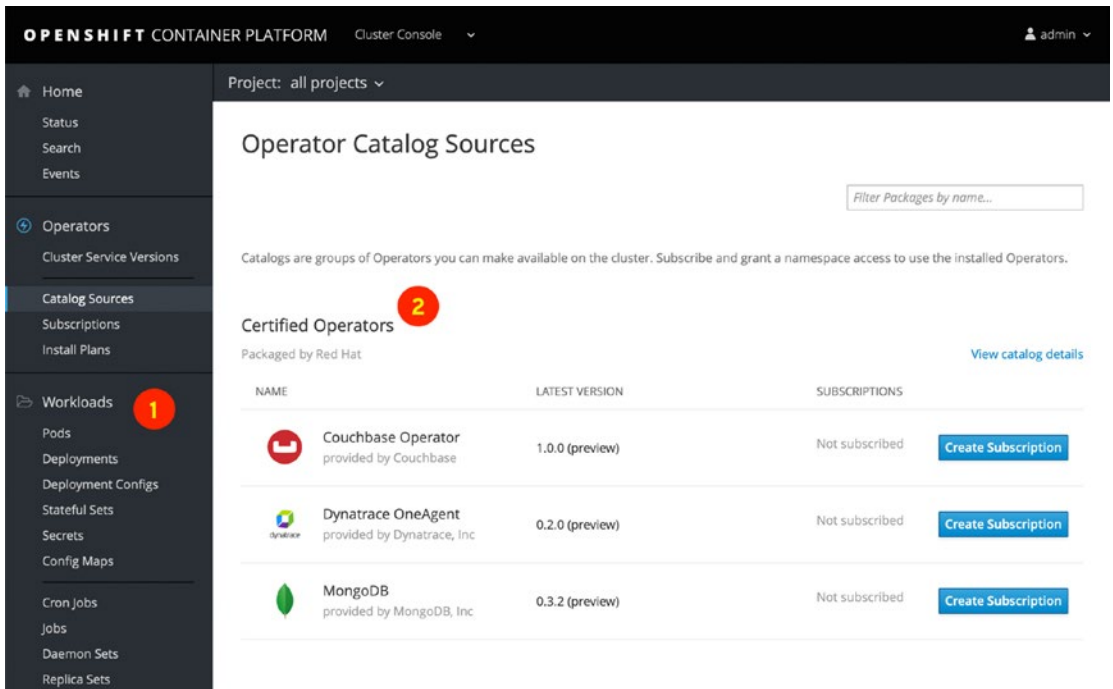 OPENSHIFT CONTAINER PLATFORM Cluster Console admin
Project: all projects
Home
Status
Search
Events
Operators
Cluster Service Versions
Catalog Sources
Subscriptions
Install Plans
Workloads 1
Pods
Deployments
Deployment Configs
Stateful Sets
Secrets
Config Maps
Cron Jobs
Jobs
Daemon Sets
Replica Sets
Operator Catalog Sources
Filter Packages by name...
Catalogs are groups of Operators you can make available on the cluster. Subscribe and grant a namespace access to use the installed Operators.
2
Certified Operators
Packaged by Red Hat View catalog details
NAME LATEST VERSION SUBSCRIPTIONS
Couchbase Operator
provided by Couchbase 1.0.0 (preview) Not subscribed Create Subscription
Dynatrace OneAgent
dynatrace provided by Dynatrace, Inc 0.2.0 (preview) Not subscribed Create Subscription
MongoDB
provided by MongoDB, Inc 0.3.2 (preview) Not subscribed Create Subscription